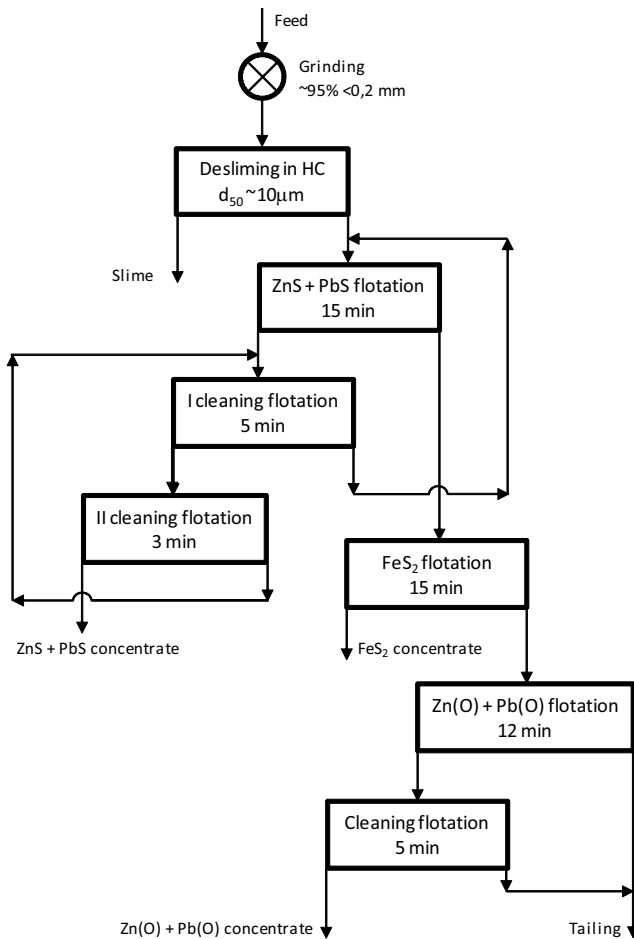 Feed
Grinding
~95% <0,2 mm
Desliming in HC
d₅₀ ~10μm
Slime
ZnS + PbS flotation
15 min
I cleaning flotation
5 min
II cleaning flotation
3 min
FeS₂ flotation
15 min
ZnS + PbS concentrate
FeS₂ concentrate
Zn(O) + Pb(O) flotation
12 min
Cleaning flotation
5 min
Zn(O) + Pb(O) concentrate
Tailing